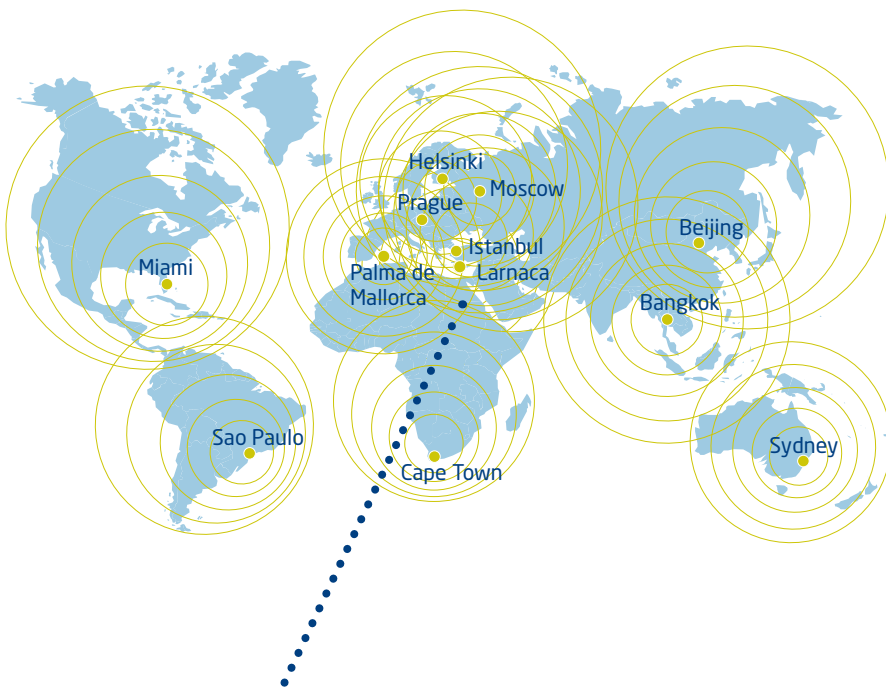 Helsinki
Moscow
Prague
Beijing
Istanbul
Miami
Palma de
Mallorca
Larnaca
Bangkok
Sao Paulo
Sydney
Cape Town